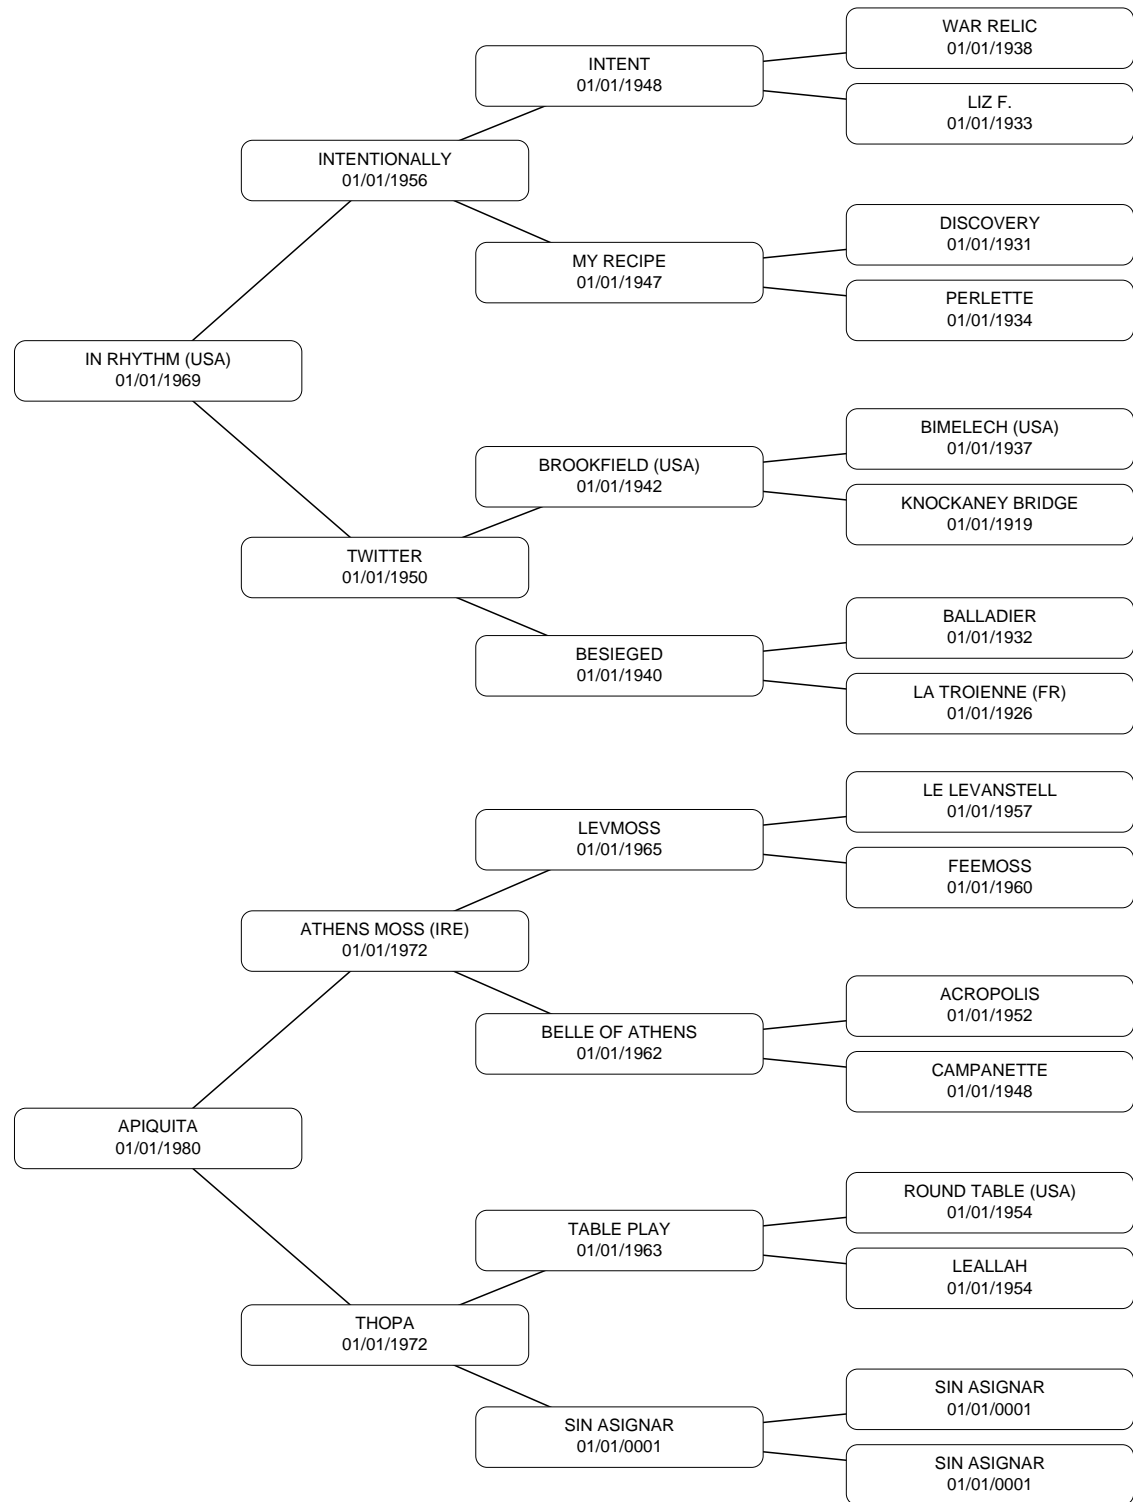 WAR RELIC
01/01/1938
INTENT
01/01/1948
LIZ F.
01/01/1933
INTENTIONALLY
01/01/1956
DISCOVERY
01/01/1931
MY RECIPE
01/01/1947
PERLETTE
01/01/1934
IN RHYTHM (USA)
01/01/1969
BIMELECH (USA)
01/01/1937
BROOKFIELD (USA)
01/01/1942
KNOCKANEY BRIDGE
01/01/1919
TWITTER
01/01/1950
BALLADIER
01/01/1932
BESIEGED
01/01/1940
LA TROIENNE (FR)
01/01/1926
LE LEVANSTELL
01/01/1957
LEVMOSS
01/01/1965
FEEMOSS
01/01/1960
ATHENS MOSS (IRE)
01/01/1972
ACROPOLIS
01/01/1952
BELLE OF ATHENS
01/01/1962
CAMPANETTE
01/01/1948
APIQUITA
01/01/1980
ROUND TABLE (USA)
01/01/1954
TABLE PLAY
01/01/1963
LEALLAH
01/01/1954
THOPA
01/01/1972
SIN ASIGNAR
01/01/0001
SIN ASIGNAR
01/01/0001
SIN ASIGNAR
01/01/0001